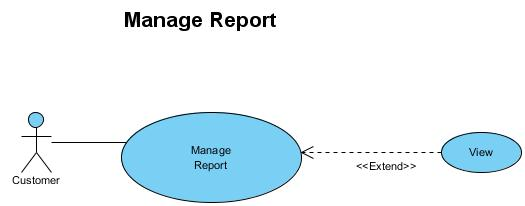 Manage Report
Manage
Report
View
<<Extend>>
Customer